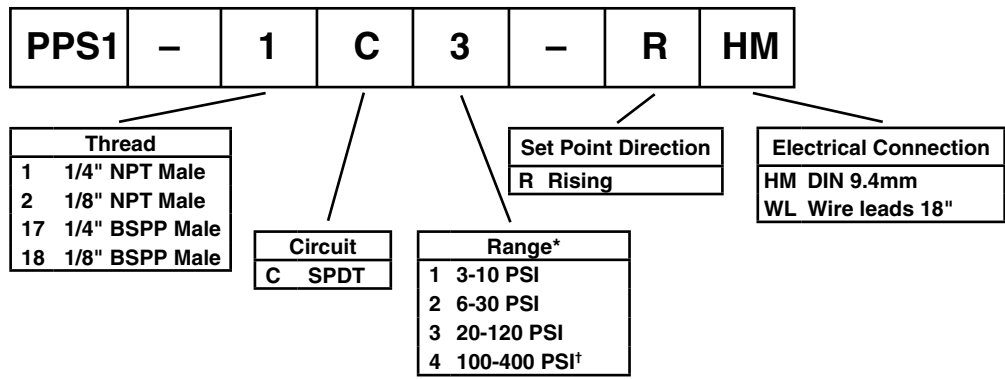 PPS1 – 1 C 3 – R HM
Thread
1 1/4" NPT Male
2 1/8" NPT Male
17 1/4" BSPP Male
18 1/8" BSPP Male
Circuit
C SPDT
Range*
1 3-10 PSI
2 6-30 PSI
3 20-120 PSI
4 100-400 PSI†
Set Point Direction
R Rising
Electrical Connection
HM DIN 9.4mm
WL Wire leads 18"